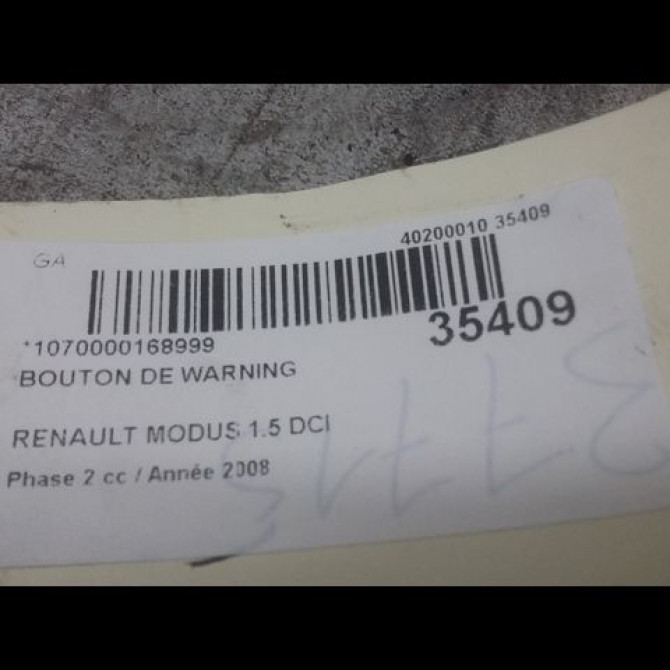 GA
40200010 35409
*1070000168999
35409
BOUTON DE WARNING
RENAULT MODUS 1.5 DCI
Phase 2 cc / Année 2008